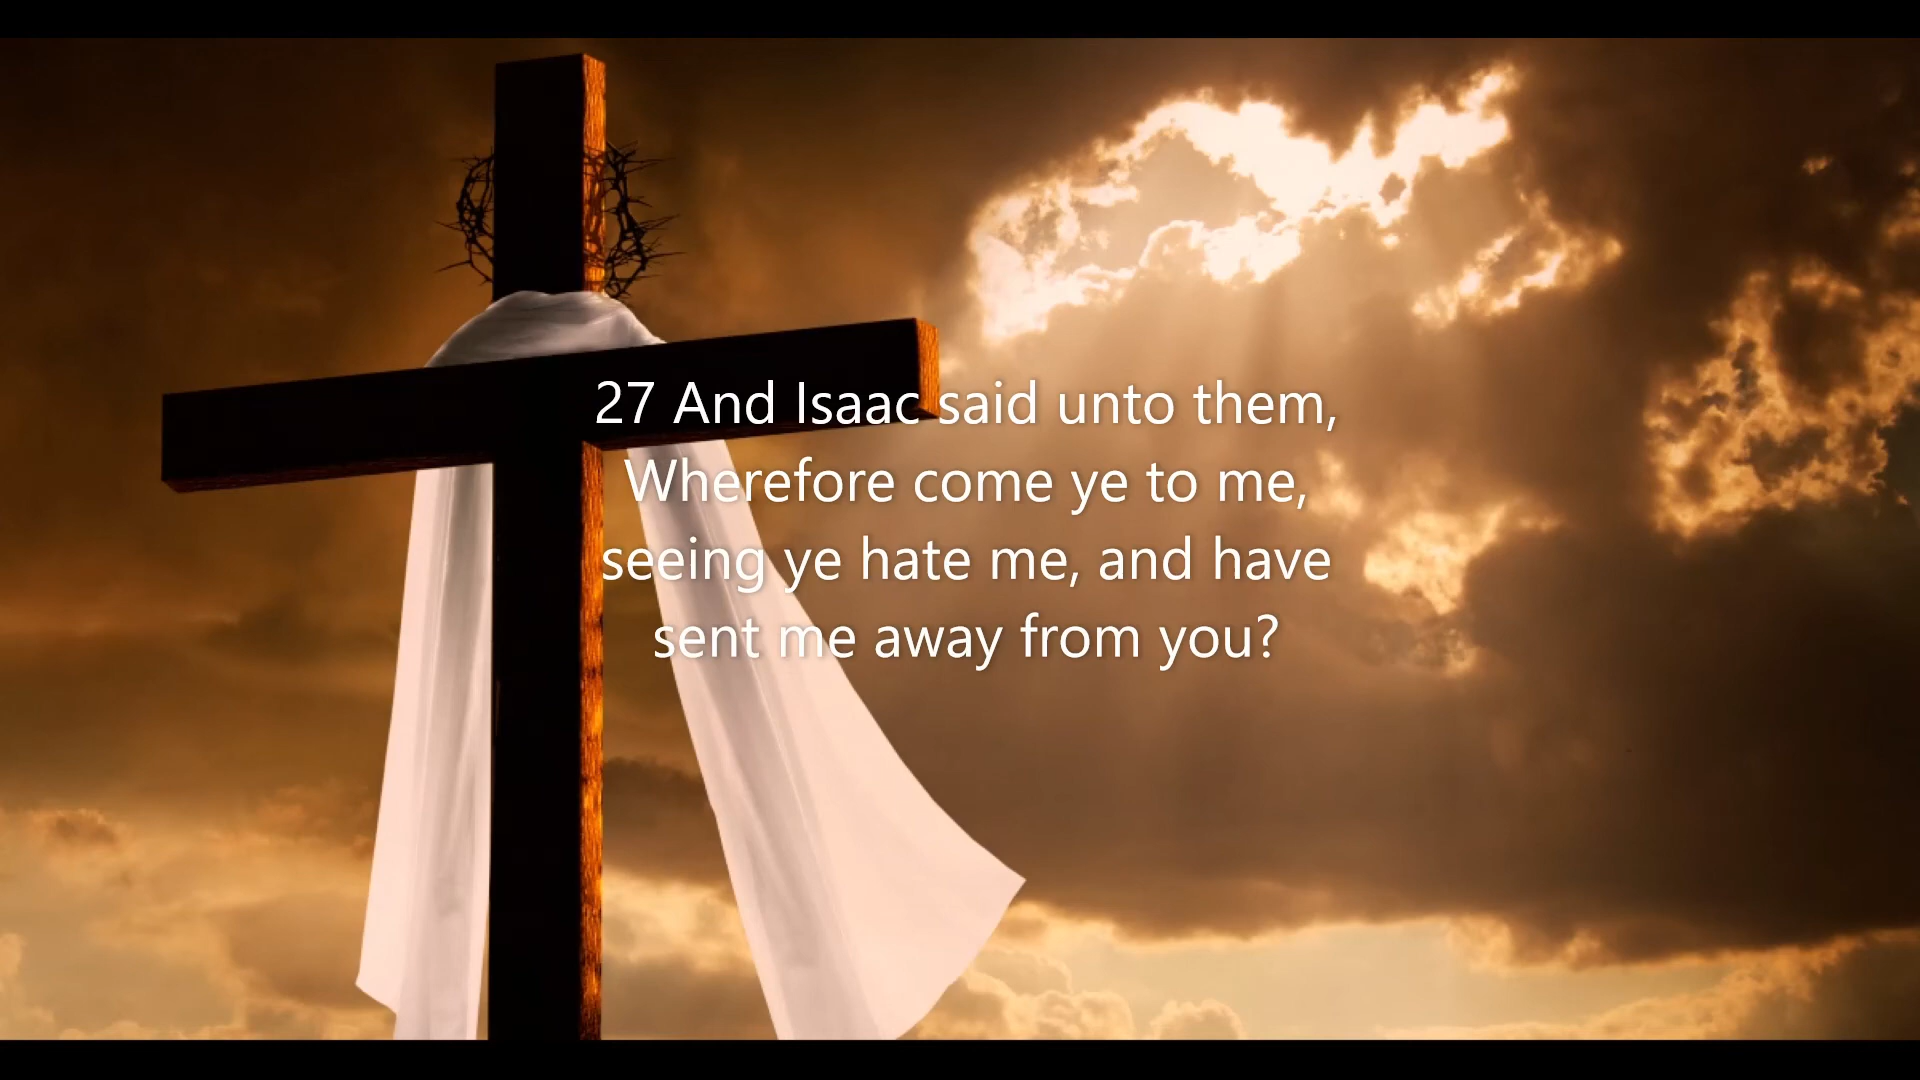 27 And Isaac said unto them,
Wherefore come ye to me,
seeing ye hate me, and have
sent me away from you?